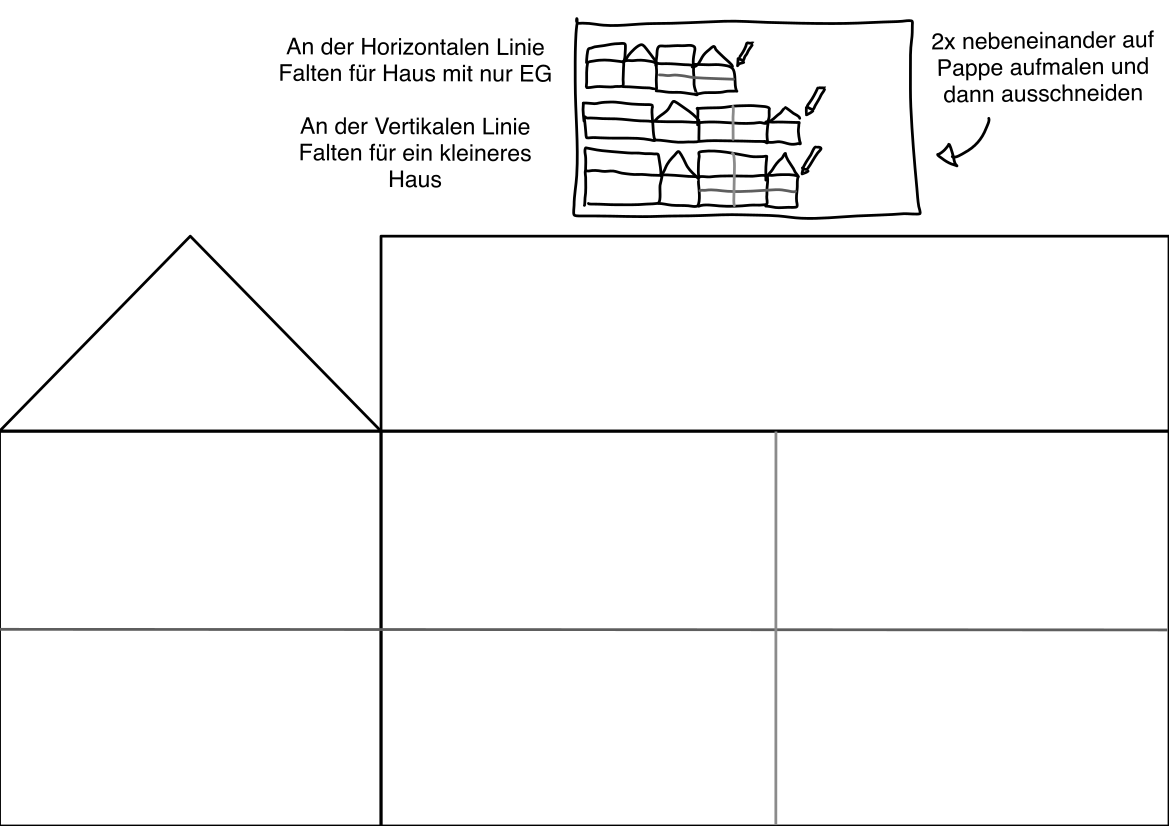 An der Horizontalen Linie
Falten für Haus mit nur EG
An der Vertikalen Linie
Falten für ein kleineres
Haus
2x nebeneinander auf
Pappe aufmalen und
dann ausschneiden